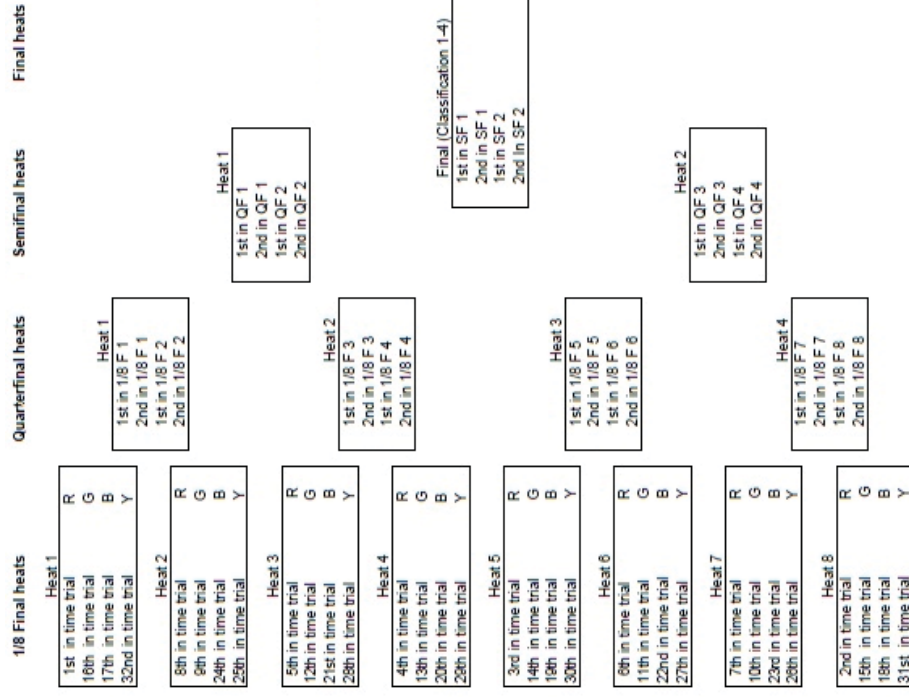 1/8 Final heats
Heat 1
1st in time trial R
16th in time trial G
17th in time trial B
32nd in time trial Y
Heat 2
8th in time trial R
9th in time trial G
24th in time trial B
25th in time trial Y
Heat 3
5th in time trial R
12th in time trial G
21st in time trial B
28th in time trial Y
Heat 4
4th in time trial R
13th in time trial G
20th in time trial B
29th in time trial Y
Heat 5
3rd in time trial R
14th in time trial G
19th in time trial B
30th in time trial Y
Heat 6
6th in time trial R
11th in time trial G
22nd in time trial B
27th in time trial Y
Heat 7
7th in time trial R
10th in time trial G
23rd in time trial B
26th in time trial Y
Heat 8
2nd in time trial R
15th in time trial G
18th in time trial B
31st in time trial Y
Quarterfinal heats
Heat 1
1st in 1/8 F 1
2nd in 1/8 F 1
1st in 1/8 F 2
2nd in 1/8 F 2
Heat 2
1st in 1/8 F 3
2nd in 1/8 F 3
1st in 1/8 F 4
2nd in 1/8 F 4
Heat 3
1st in 1/8 F 5
2nd in 1/8 F 5
1st in 1/8 F 6
2nd in 1/8 F 6
Heat 4
1st in 1/8 F 7
2nd in 1/8 F 7
1st in 1/8 F 8
2nd in 1/8 F 8
Semifinal heats
Heat 1
1st in QF 1
2nd in QF 1
1st in QF 2
2nd in QF 2
Heat 2
1st in QF 3
2nd in QF 3
1st in QF 4
2nd in QF 4
Final heats
Final (Classification 1-4)
1st in SF 1
2nd in SF 1
1st in SF 2
2nd In SF 2